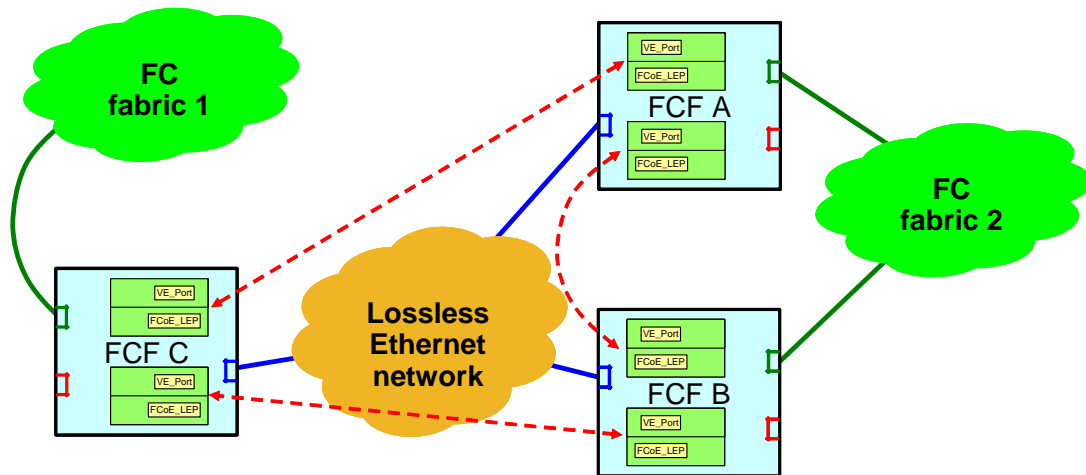 FC
fabric 1
VE_Port
FCoE_LEP
FCF A
VE_Port
FCoE_LEP
FC
fabric 2
VE_Port
FCoE_LEP
FCF C
VE_Port
FCoE_LEP
Lossless
Ethernet
network
VE_Port
FCoE_LEP
FCF B
VE_Port
FCoE_LEP